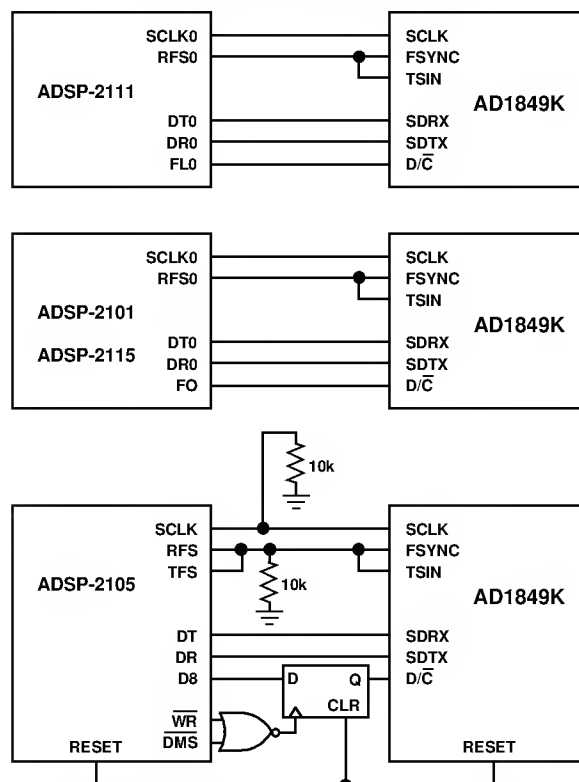 SCLK0 SCLK
RFS0 FSYNC
TSIN
ADSP-2111 AD1849K
DT0 SDRX
DR0 SDTX
FL0 D/C̅
SCLK0 SCLK
RFS0 FSYNC
TSIN
ADSP-2101 AD1849K
ADSP-2115
DT0 SDRX
DR0 SDTX
FO D/C̅
10k
SCLK SCLK
RFS FSYNC
TFS TSIN
ADSP-2105 10k AD1849K
DT SDRX
DR SDTX
D8 D Q D/C̅
CLR
W̅R̅
D̅M̅S̅
RESET RESET